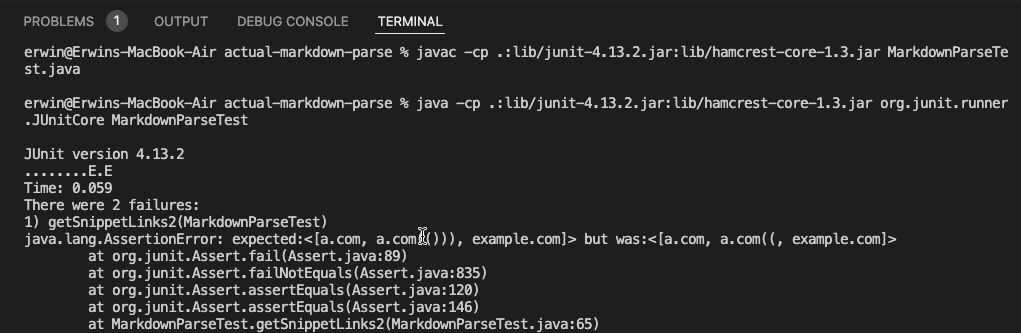 PROBLEMS 1 OUTPUT DEBUG CONSOLE TERMINAL
erwin@Erwins-MacBook-Air actual-markdown-parse % javac -cp .:lib/junit-4.13.2.jar:lib/hamcrest-core-1.3.jar MarkdownParseTe
st.java
erwin@Erwins-MacBook-Air actual-markdown-parse % java -cp .:lib/junit-4.13.2.jar:lib/hamcrest-core-1.3.jar org.junit.runner
.JUnitCore MarkdownParseTest
JUnit version 4.13.2
........E.E
Time: 0.059
There were 2 failures:
1) getSnippetLinks2(MarkdownParseTest)
java.lang.AssertionError: expected:<[a.com, a.com(())), example.com]> but was:<[a.com, a.com((, example.com]>
at org.junit.Assert.fail(Assert.java:89)
at org.junit.Assert.failNotEquals(Assert.java:835)
at org.junit.Assert.assertEquals(Assert.java:120)
at org.junit.Assert.assertEquals(Assert.java:146)
at MarkdownParseTest.getSnippetLinks2(MarkdownParseTest.java:65)